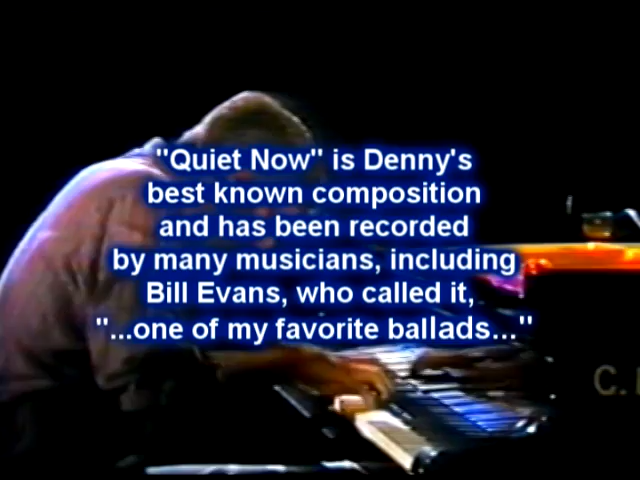 "Quiet Now" is Denny's
best known composition
and has been recorded
by many musicians, including
Bill Evans, who called it,
"...one of my favorite ballads..."
C.